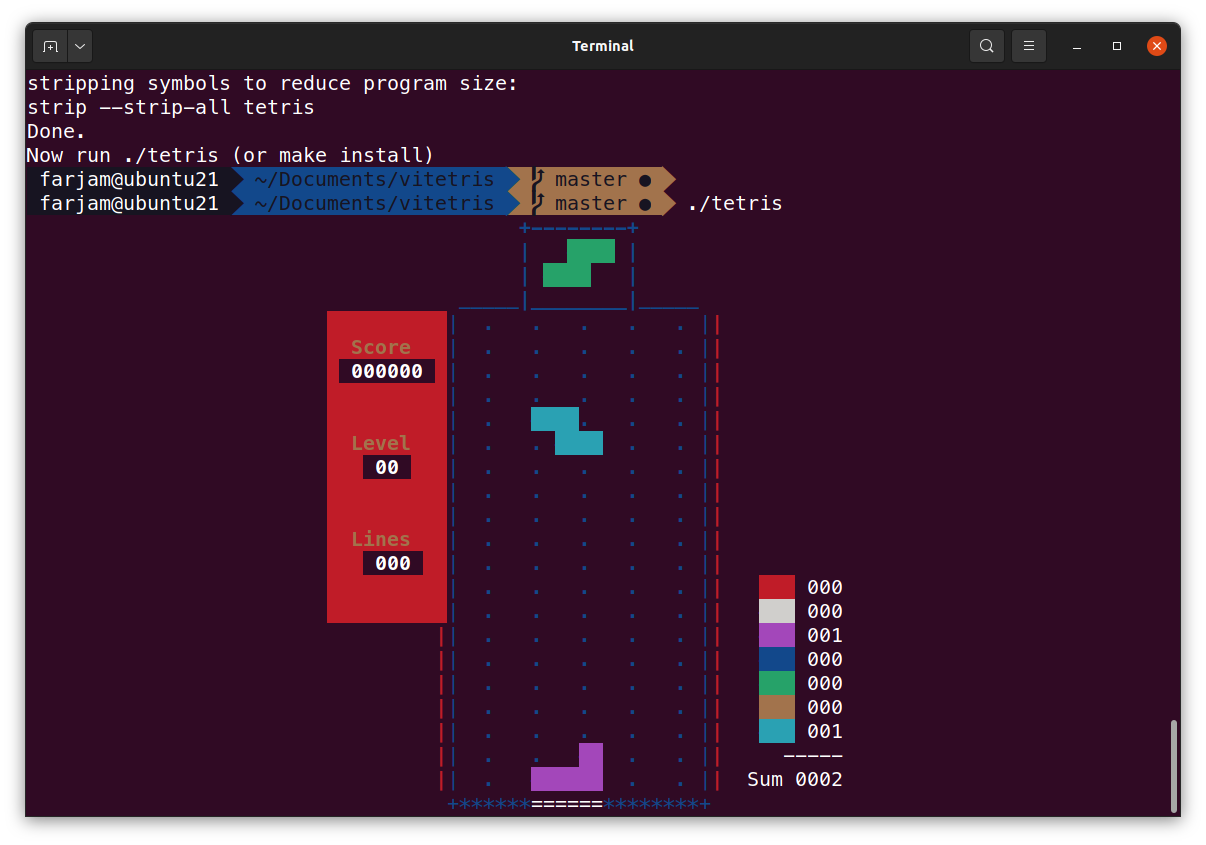 Terminal
stripping symbols to reduce program size:
strip --strip-all tetris
Done.
Now run ./tetris (or make install)
farjam@ubuntu21 ~/Documents/vitetris master ●
farjam@ubuntu21 ~/Documents/vitetris master ● ./tetris
Score
000000
Level
00
Lines
000
000
000
001
000
000
000
001
-----
Sum 0002
+******======********+